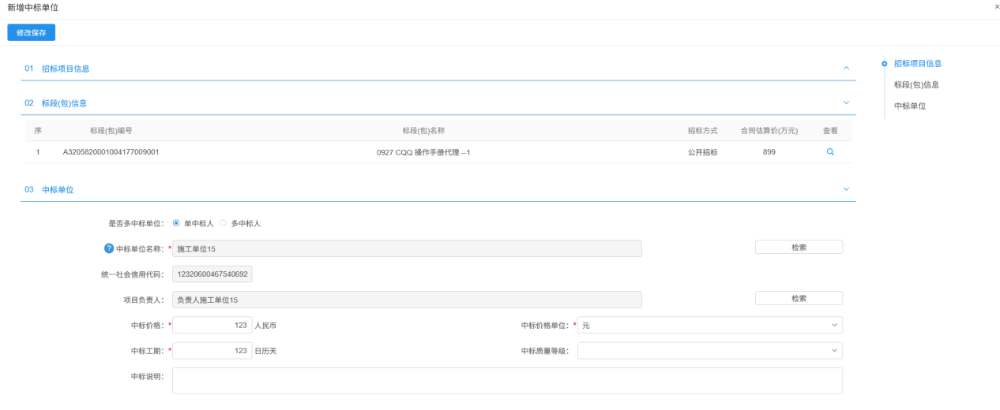 新增中标单位 ×
修改保存
01 招标项目信息
招标项目信息
标段(包)信息
中标单位
02 标段(包)信息
序 标段(包)编号 标段(包)名称 招标方式 合同估算价(万元) 查看
1 A3205820001004177009001 0927 CQQ 操作手册代理 --1 公开招标 899
03 中标单位
是否多中标单位： 单中标人 多中标人
? 中标单位名称：* 施工单位15 检索
统一社会信用代码： 12320600467540692
项目负责人： 负责人施工单位15 检索
中标价格：* 123 人民币 中标价格单位：* 元
中标工期：* 123 日历天 中标质量等级：
中标说明：